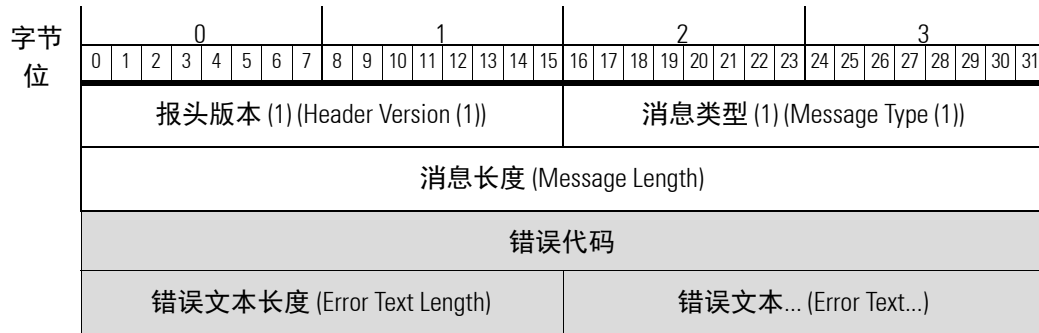 字节 0 1 2 3
位 0 1 2 3 4 5 6 7 8 9 10 11 12 13 14 15 16 17 18 19 20 21 22 23 24 25 26 27 28 29 30 31
报头版本 (1) (Header Version (1)) 消息类型 (1) (Message Type (1))
消息长度 (Message Length)
错误代码
错误文本长度 (Error Text Length) 错误文本... (Error Text...)